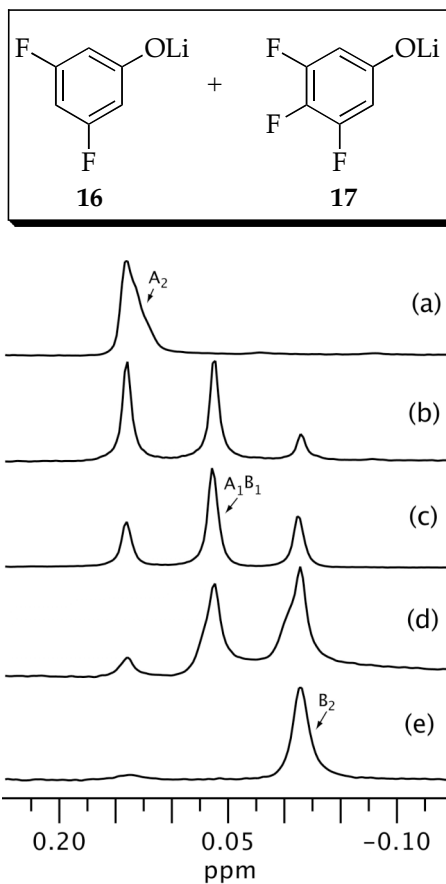 F OLi F OLi
+
F
F F
16 17
A₂
(a)
(b)
A₁B₁
(c)
(d)
B₂
(e)
0.20 0.05 –0.10
ppm